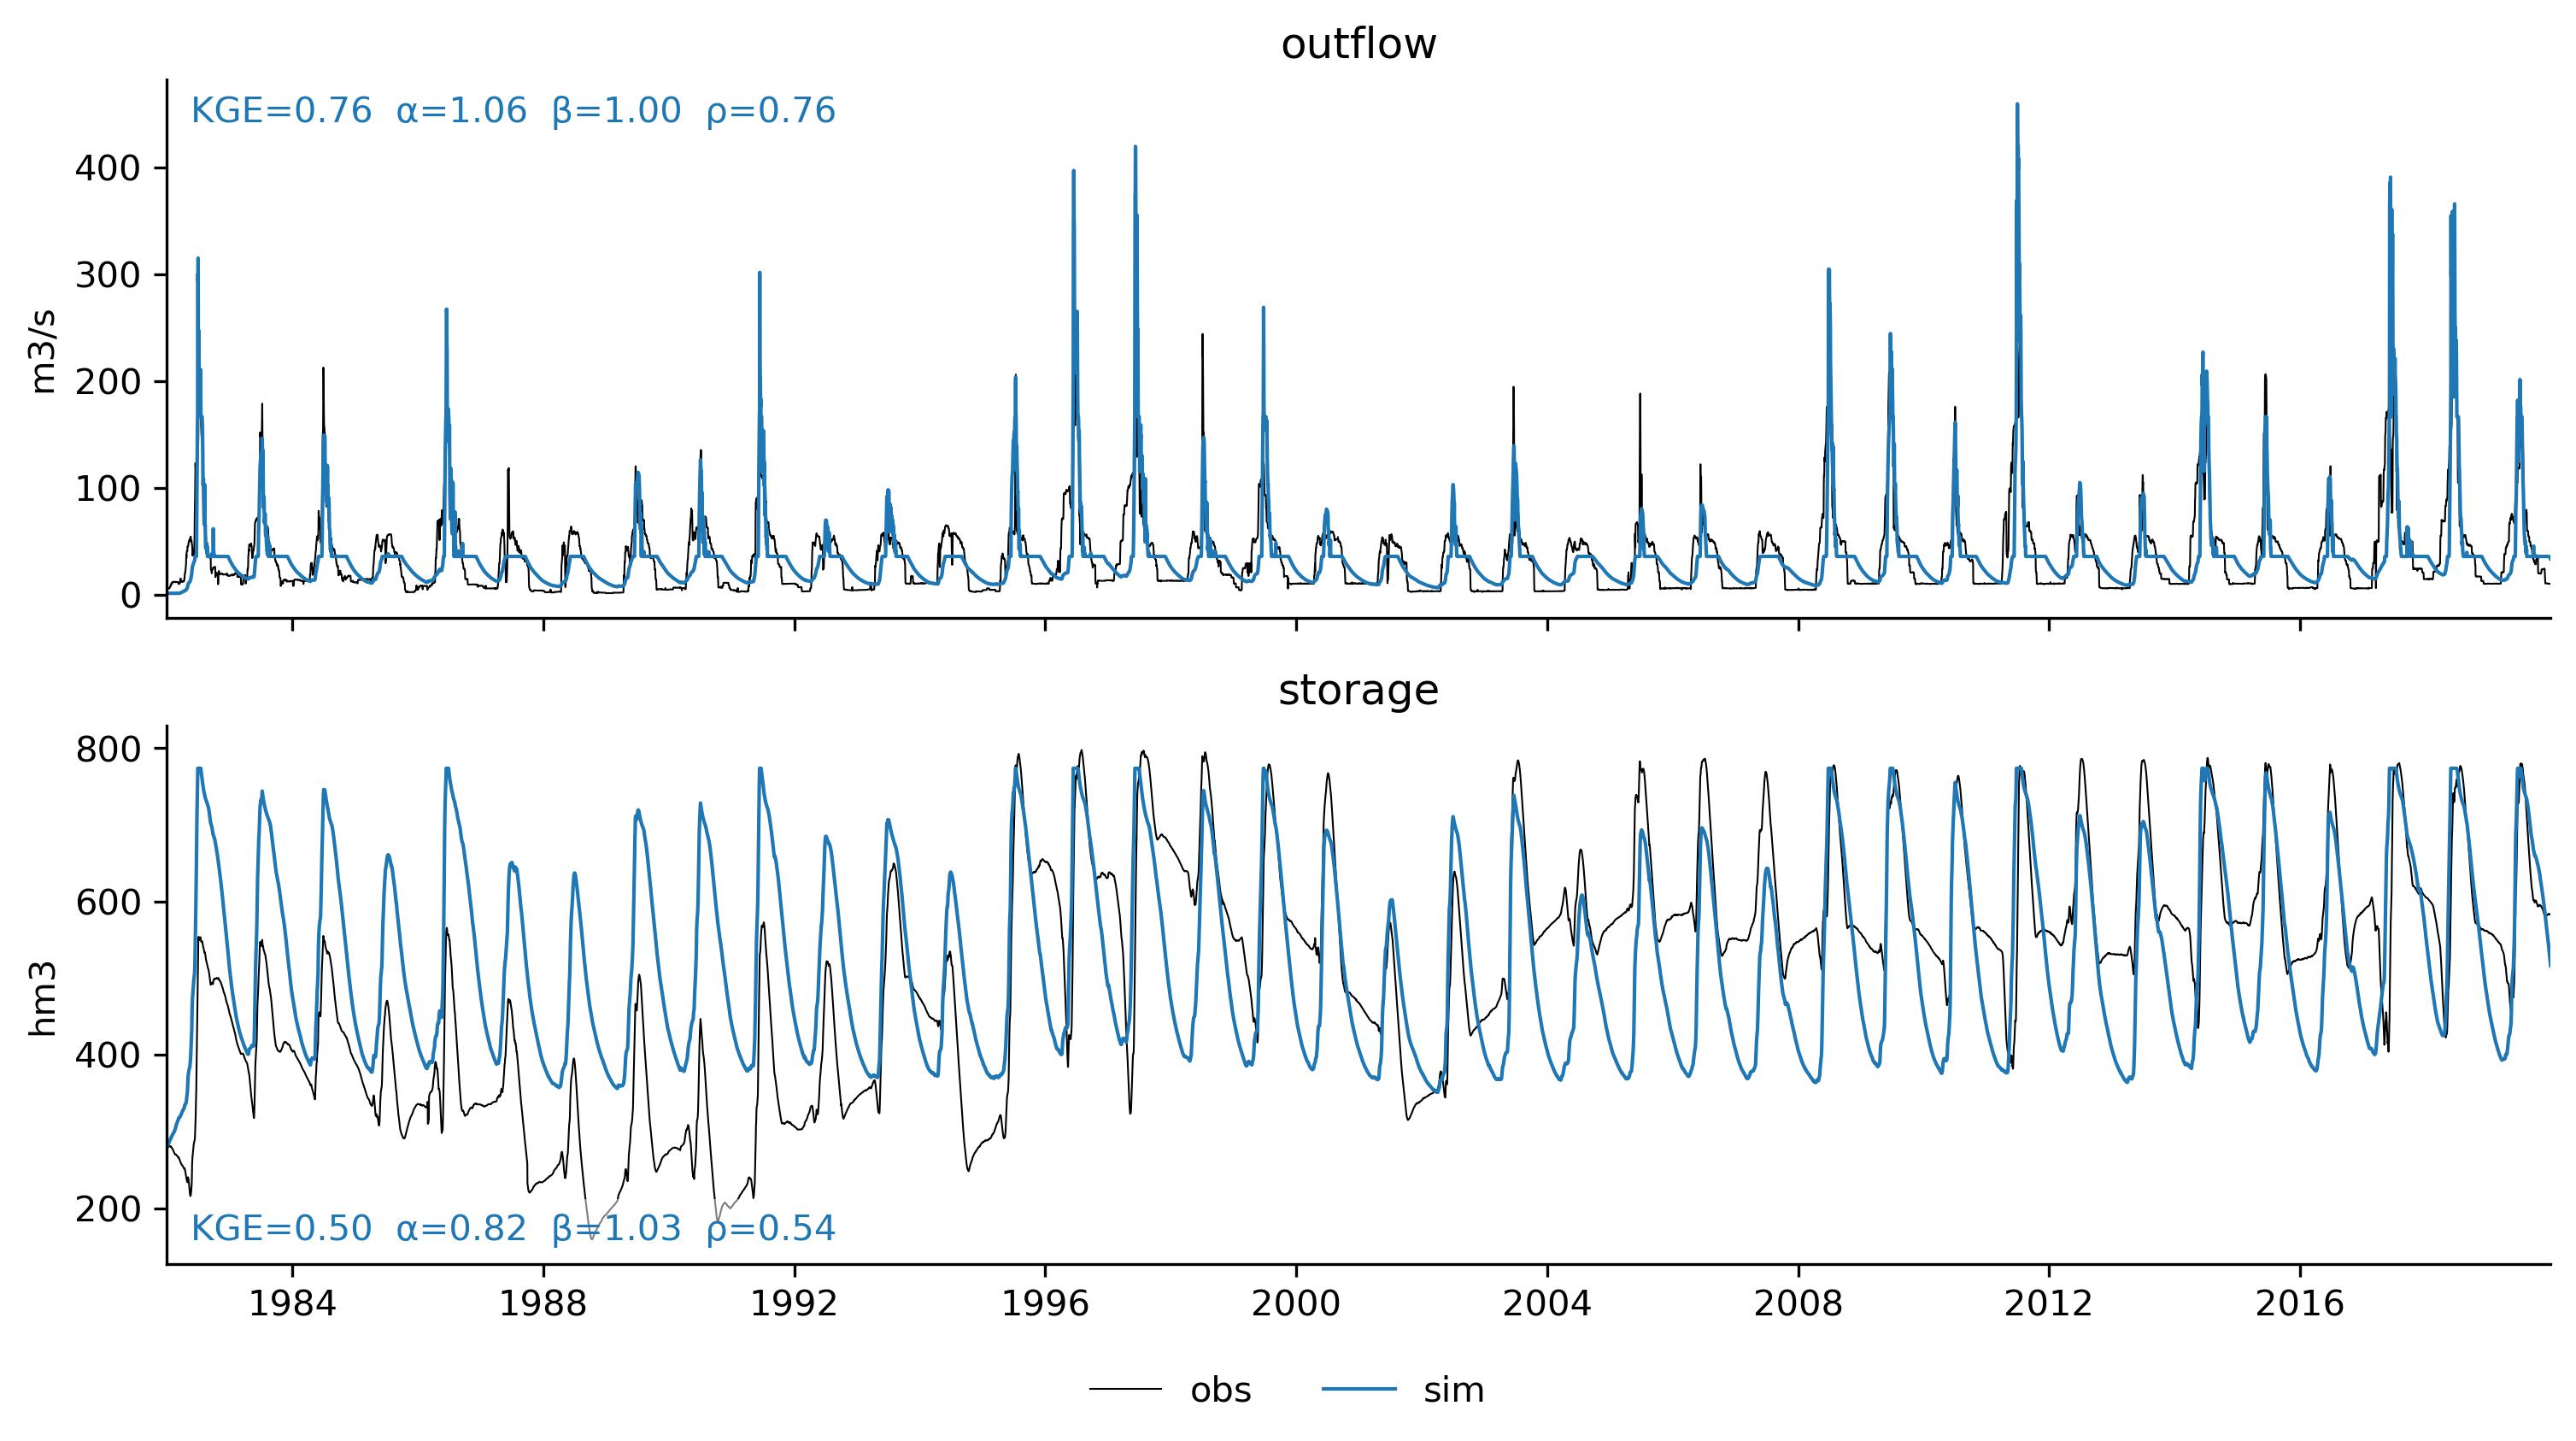 outflow
KGE=0.76 α=1.06 β=1.00 ρ=0.76
400
300
200
100
0
m3/s
storage
800
600
400
200
hm3
KGE=0.50 α=0.82 β=1.03 ρ=0.54
1984 1988 1992 1996 2000 2004 2008 2012 2016
obs sim